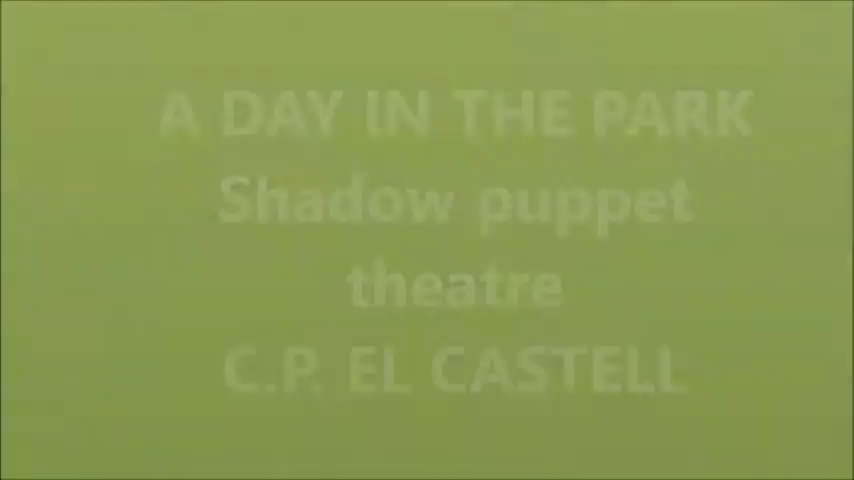 A DAY IN THE PARK
Shadow puppet
theatre
C.P. EL CASTELL